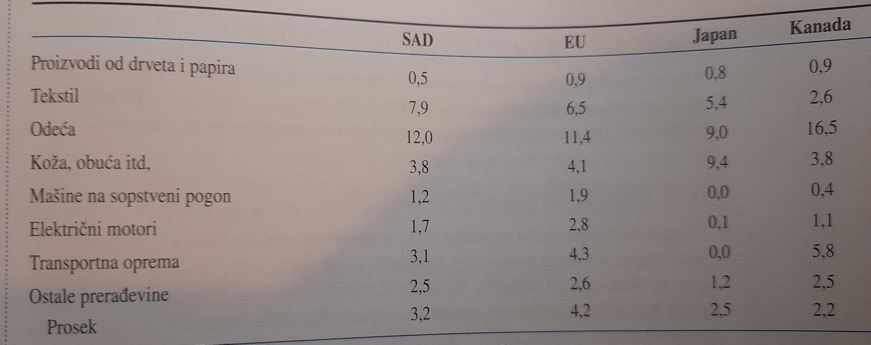 SAD EU Japan Kanada
Proizvodi od drveta i papira 0,5 0,9 0,8 0,9
Tekstil 7,9 6,5 5,4 2,6
Odeća 12,0 11,4 9,0 16,5
Koža, obuća itd, 3,8 4,1 9,4 3,8
Mašine na sopstveni pogon 1,2 1,9 0,0 0,4
Električni motori 1,7 2,8 0,1 1,1
Transportna oprema 3,1 4,3 0,0 5,8
Ostale prerađevine 2,5 2,6 1,2 2,5
Prosek 3,2 4,2 2,5 2,2